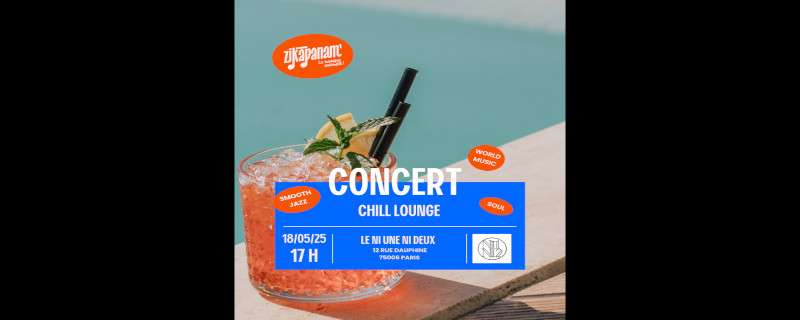 zikapanam'
WORLD
MUSIC
CONCERT
SMOOTH
JAZZ
CHILL LOUNGE
SOUL
18/05/25
17 H
LE NI UNE NI DEUX
12 RUE DAUPHINE
75006 PARIS